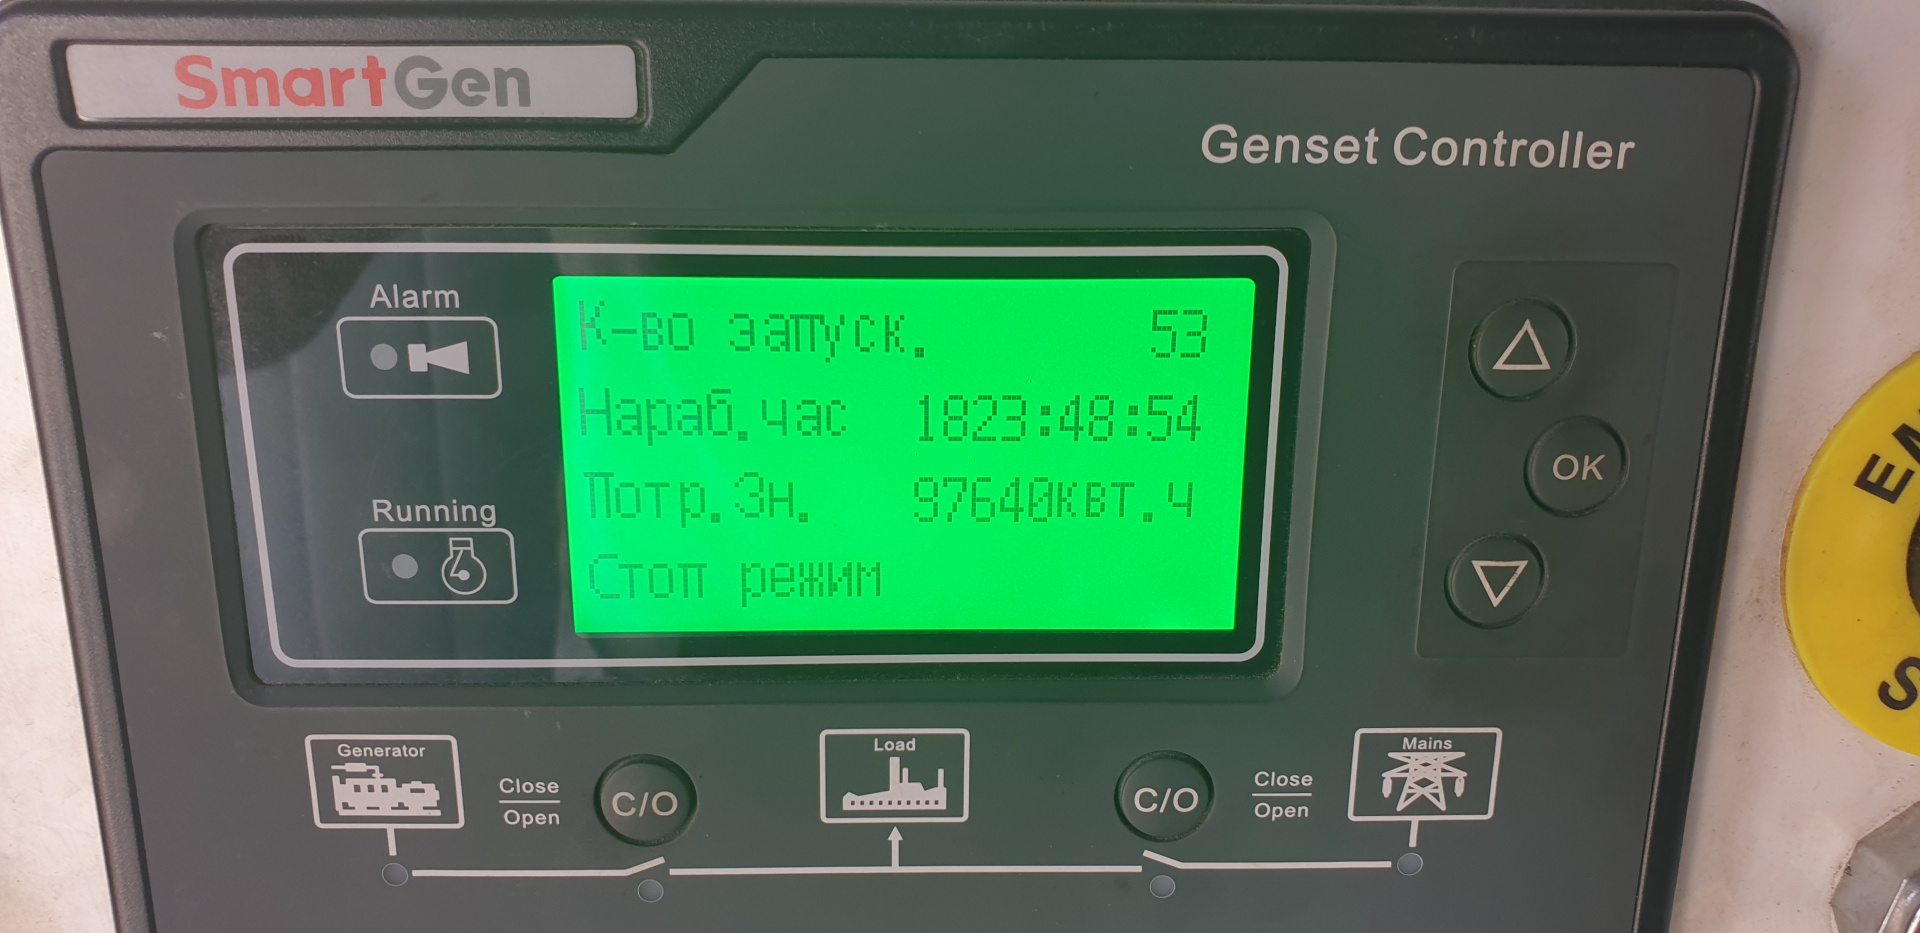 SmartGen
Genset Controller
Alarm
К-во запуск. 53
Нараб.час 1823:48:54
Потр.Эн. 97640квт.ч
Стоп режим
Running
OK
Generator
Close
Open
C/O
Load
C/O
Close
Open
Mains